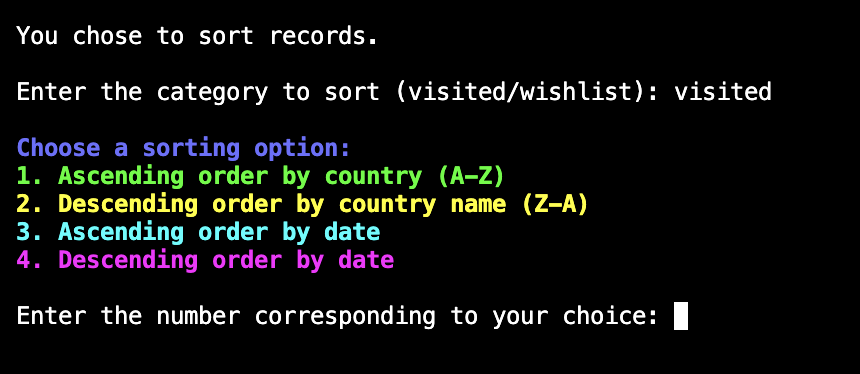 You chose to sort records.
Enter the category to sort (visited/wishlist): visited
Choose a sorting option:
1. Ascending order by country (A-Z)
2. Descending order by country name (Z-A)
3. Ascending order by date
4. Descending order by date
Enter the number corresponding to your choice: